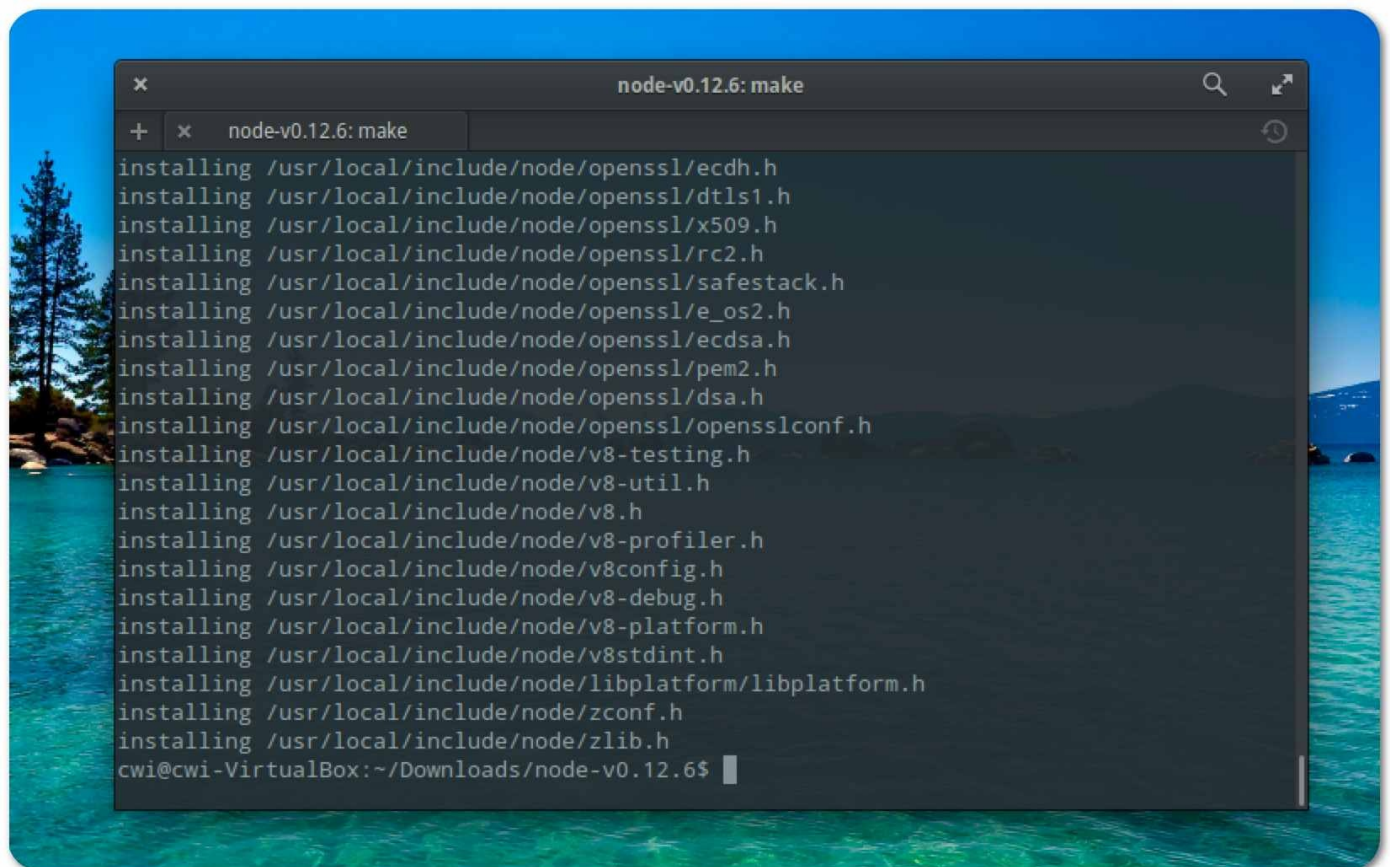 node-v0.12.6: make
node-v0.12.6: make
installing /usr/local/include/node/openssl/ecdh.h
installing /usr/local/include/node/openssl/dtls1.h
installing /usr/local/include/node/openssl/x509.h
installing /usr/local/include/node/openssl/rc2.h
installing /usr/local/include/node/openssl/safestack.h
installing /usr/local/include/node/openssl/e_os2.h
installing /usr/local/include/node/openssl/ecdsa.h
installing /usr/local/include/node/openssl/pem2.h
installing /usr/local/include/node/openssl/dsa.h
installing /usr/local/include/node/openssl/opensslconf.h
installing /usr/local/include/node/v8-testing.h
installing /usr/local/include/node/v8-util.h
installing /usr/local/include/node/v8.h
installing /usr/local/include/node/v8-profiler.h
installing /usr/local/include/node/v8config.h
installing /usr/local/include/node/v8-debug.h
installing /usr/local/include/node/v8-platform.h
installing /usr/local/include/node/v8stdint.h
installing /usr/local/include/node/libplatform/libplatform.h
installing /usr/local/include/node/zconf.h
installing /usr/local/include/node/zlib.h
cwi@cwi-VirtualBox:~/Downloads/node-v0.12.6$